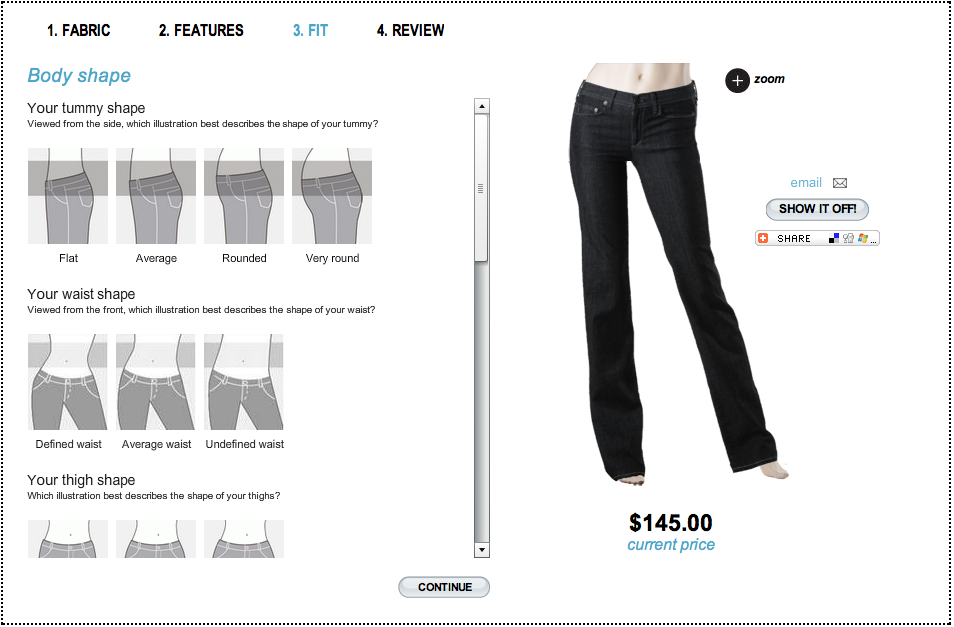 1. FABRIC
2. FEATURES
3. FIT
4. REVIEW
Body shape
Your tummy shape
Viewed from the side, which illustration best describes the shape of your tummy?
Flat
Average
Rounded
Very round
Your waist shape
Viewed from the front, which illustration best describes the shape of your waist?
Defined waist
Average waist
Undefined waist
Your thigh shape
Which illustration best describes the shape of your thighs?
CONTINUE
zoom
email
SHOW IT OFF!
SHARE ...
$145.00
current price